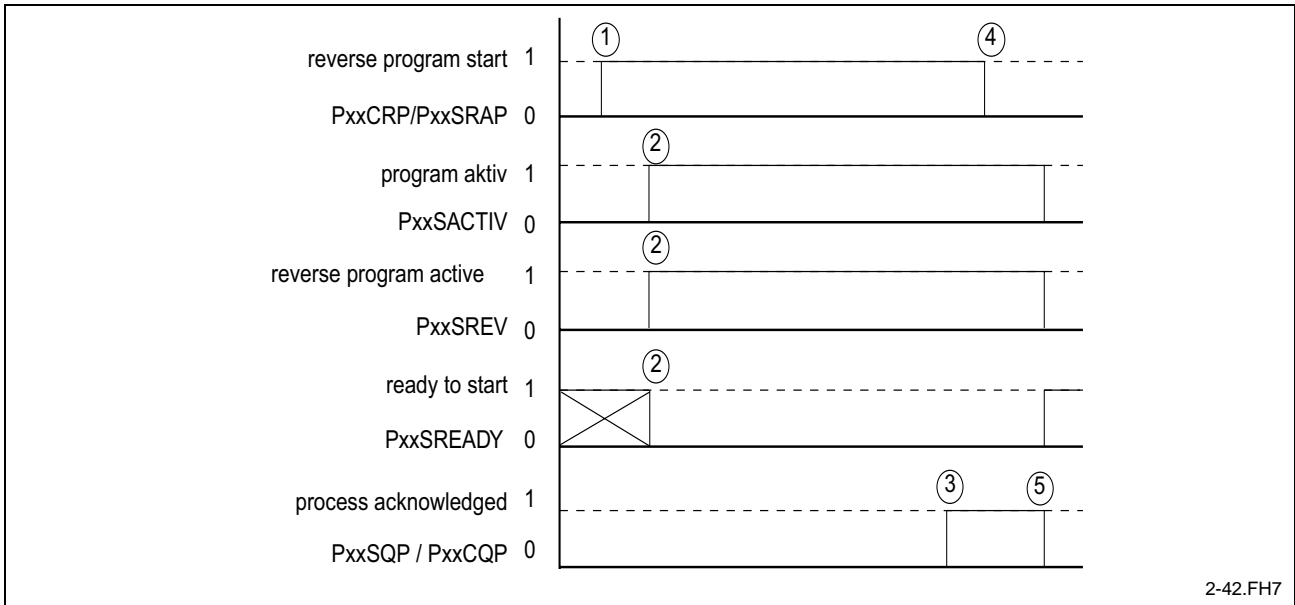 ① ④
reverse program start 1
PxxCRP/PxxSRAP 0
②
program aktiv 1
PxxSACTIV 0
②
reverse program active 1
PxxSREV 0
②
ready to start 1
PxxSREADY 0
③ ⑤
process acknowledged 1
PxxSQP / PxxCQP 0
2-42.FH7